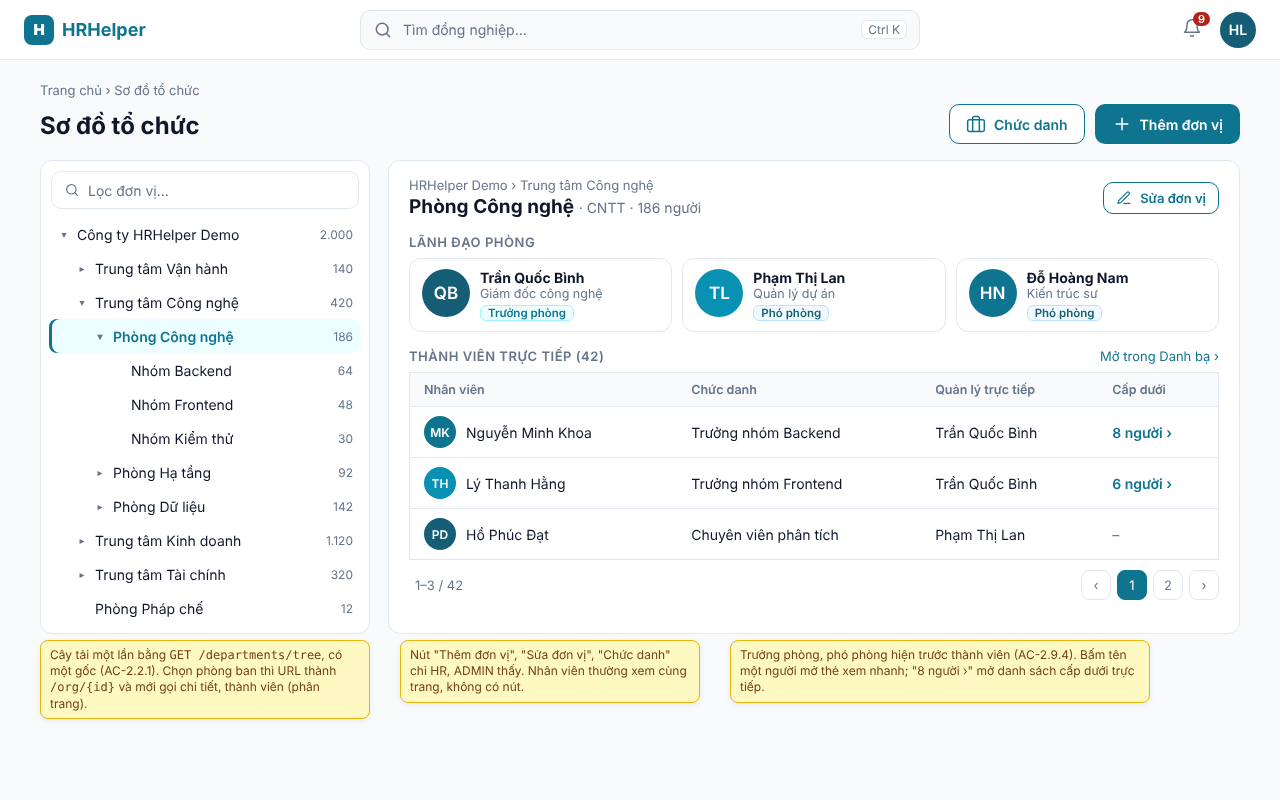 H HRHelper
Tìm đồng nghiệp...
Ctrl K
9
HL
Trang chủ › Sơ đồ tổ chức
Sơ đồ tổ chức
Chức danh
Thêm đơn vị
Lọc đơn vị...
▾ Công ty HRHelper Demo 2.000
▸ Trung tâm Vận hành 140
▾ Trung tâm Công nghệ 420
▾ Phòng Công nghệ 186
Nhóm Backend 64
Nhóm Frontend 48
Nhóm Kiểm thử 30
▸ Phòng Hạ tầng 92
▸ Phòng Dữ liệu 142
▸ Trung tâm Kinh doanh 1.120
▸ Trung tâm Tài chính 320
Phòng Pháp chế 12
HRHelper Demo › Trung tâm Công nghệ
Phòng Công nghệ · CNTT · 186 người
Sửa đơn vị
LÃNH ĐẠO PHÒNG
QB
Trần Quốc Bình
Giám đốc công nghệ
Trưởng phòng
TL
Phạm Thị Lan
Quản lý dự án
Phó phòng
HN
Đỗ Hoàng Nam
Kiến trúc sư
Phó phòng
THÀNH VIÊN TRỰC TIẾP (42)
Mở trong Danh bạ ›
Nhân viên Chức danh Quản lý trực tiếp Cấp dưới
MK Nguyễn Minh Khoa Trưởng nhóm Backend Trần Quốc Bình 8 người ›
TH Lý Thanh Hằng Trưởng nhóm Frontend Trần Quốc Bình 6 người ›
PD Hồ Phúc Đạt Chuyên viên phân tích Phạm Thị Lan –
1–3 / 42
‹ 1 2 ›
Cây tải một lần bằng GET /departments/tree, có
một gốc (AC-2.2.1). Chọn phòng ban thì URL thành
/org/{id} và mới gọi chi tiết, thành viên (phân
trang).
Nút "Thêm đơn vị", "Sửa đơn vị", "Chức danh"
chỉ HR, ADMIN thấy. Nhân viên thường xem cùng
trang, không có nút.
Trưởng phòng, phó phòng hiện trước thành viên (AC-2.9.4). Bấm tên
một người mở thẻ xem nhanh; "8 người ›" mở danh sách cấp dưới trực
tiếp.